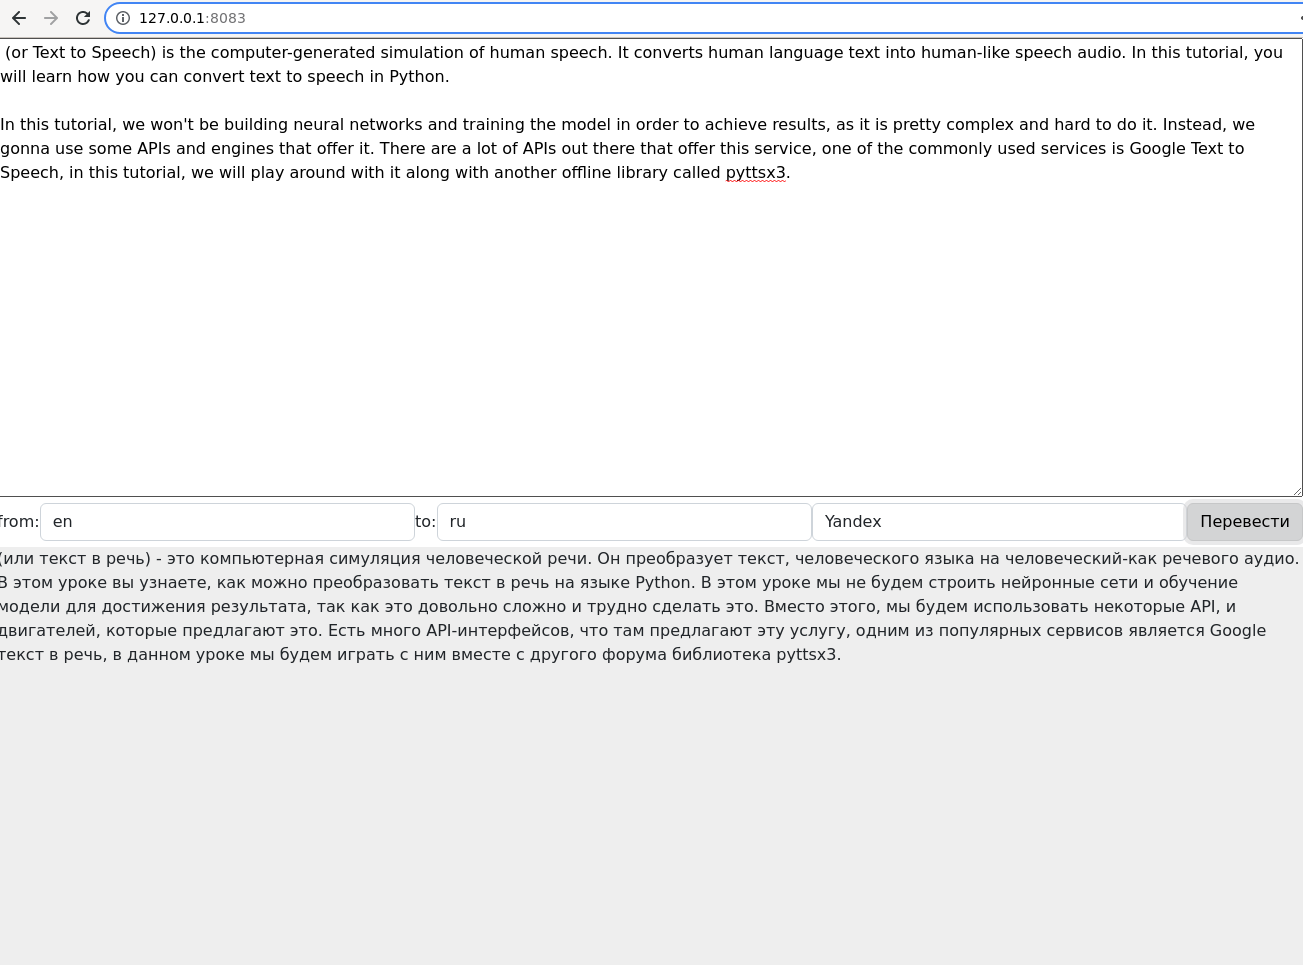 127.0.0.1:8083
(or Text to Speech) is the computer-generated simulation of human speech. It converts human language text into human-like speech audio. In this tutorial, you
will learn how you can convert text to speech in Python.
In this tutorial, we won't be building neural networks and training the model in order to achieve results, as it is pretty complex and hard to do it. Instead, we
gonna use some APIs and engines that offer it. There are a lot of APIs out there that offer this service, one of the commonly used services is Google Text to
Speech, in this tutorial, we will play around with it along with another offline library called pyttsx3.
from: en to: ru Yandex Перевести
(или текст в речь) - это компьютерная симуляция человеческой речи. Он преобразует текст, человеческого языка на человеческий-как речевого аудио.
В этом уроке вы узнаете, как можно преобразовать текст в речь на языке Python. В этом уроке мы не будем строить нейронные сети и обучение
модели для достижения результата, так как это довольно сложно и трудно сделать это. Вместо этого, мы будем использовать некоторые API, и
двигателей, которые предлагают это. Есть много API-интерфейсов, что там предлагают эту услугу, одним из популярных сервисов является Google
текст в речь, в данном уроке мы будем играть с ним вместе с другого форума библиотека pyttsx3.